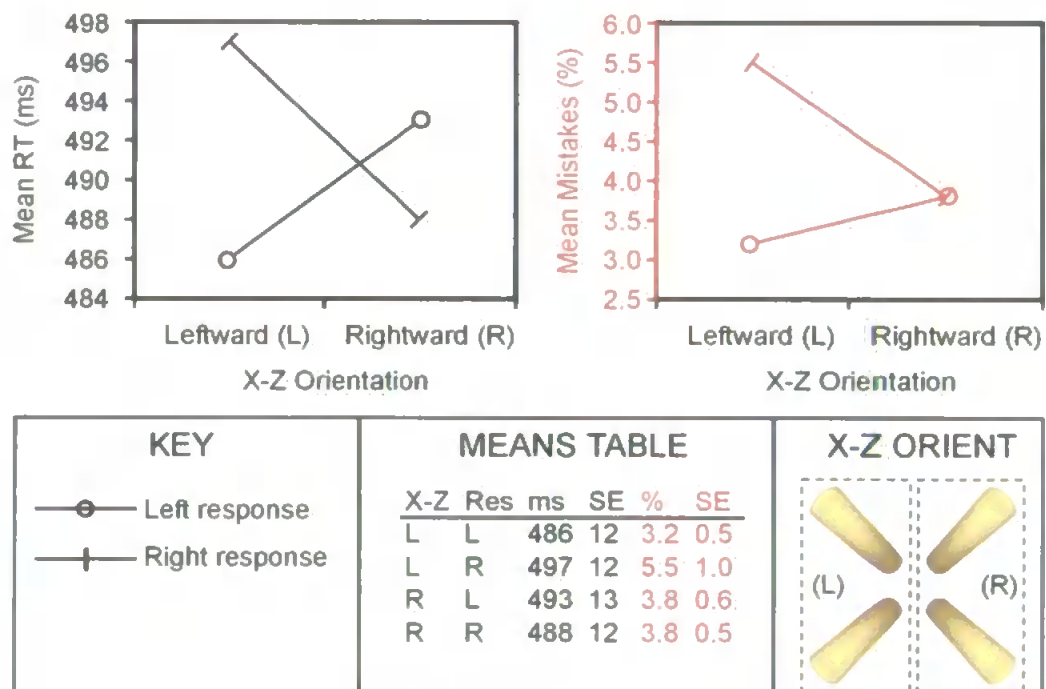 Mean RT (ms)
498
496
494
492
490
488
486
484
Leftward (L) Rightward (R)
X-Z Orientation
Mean Mistakes (%)
6.0
5.5
5.0
4.5
4.0
3.5
3.0
2.5
Leftward (L) Rightward (R)
X-Z Orientation
KEY
Left response
Right response
MEANS TABLE
X-Z Res ms SE % SE
L L 486 12 3.2 0.5
L R 497 12 5.5 1.0
R L 493 13 3.8 0.6
R R 488 12 3.8 0.5
X-Z ORIENT
(L) (R)